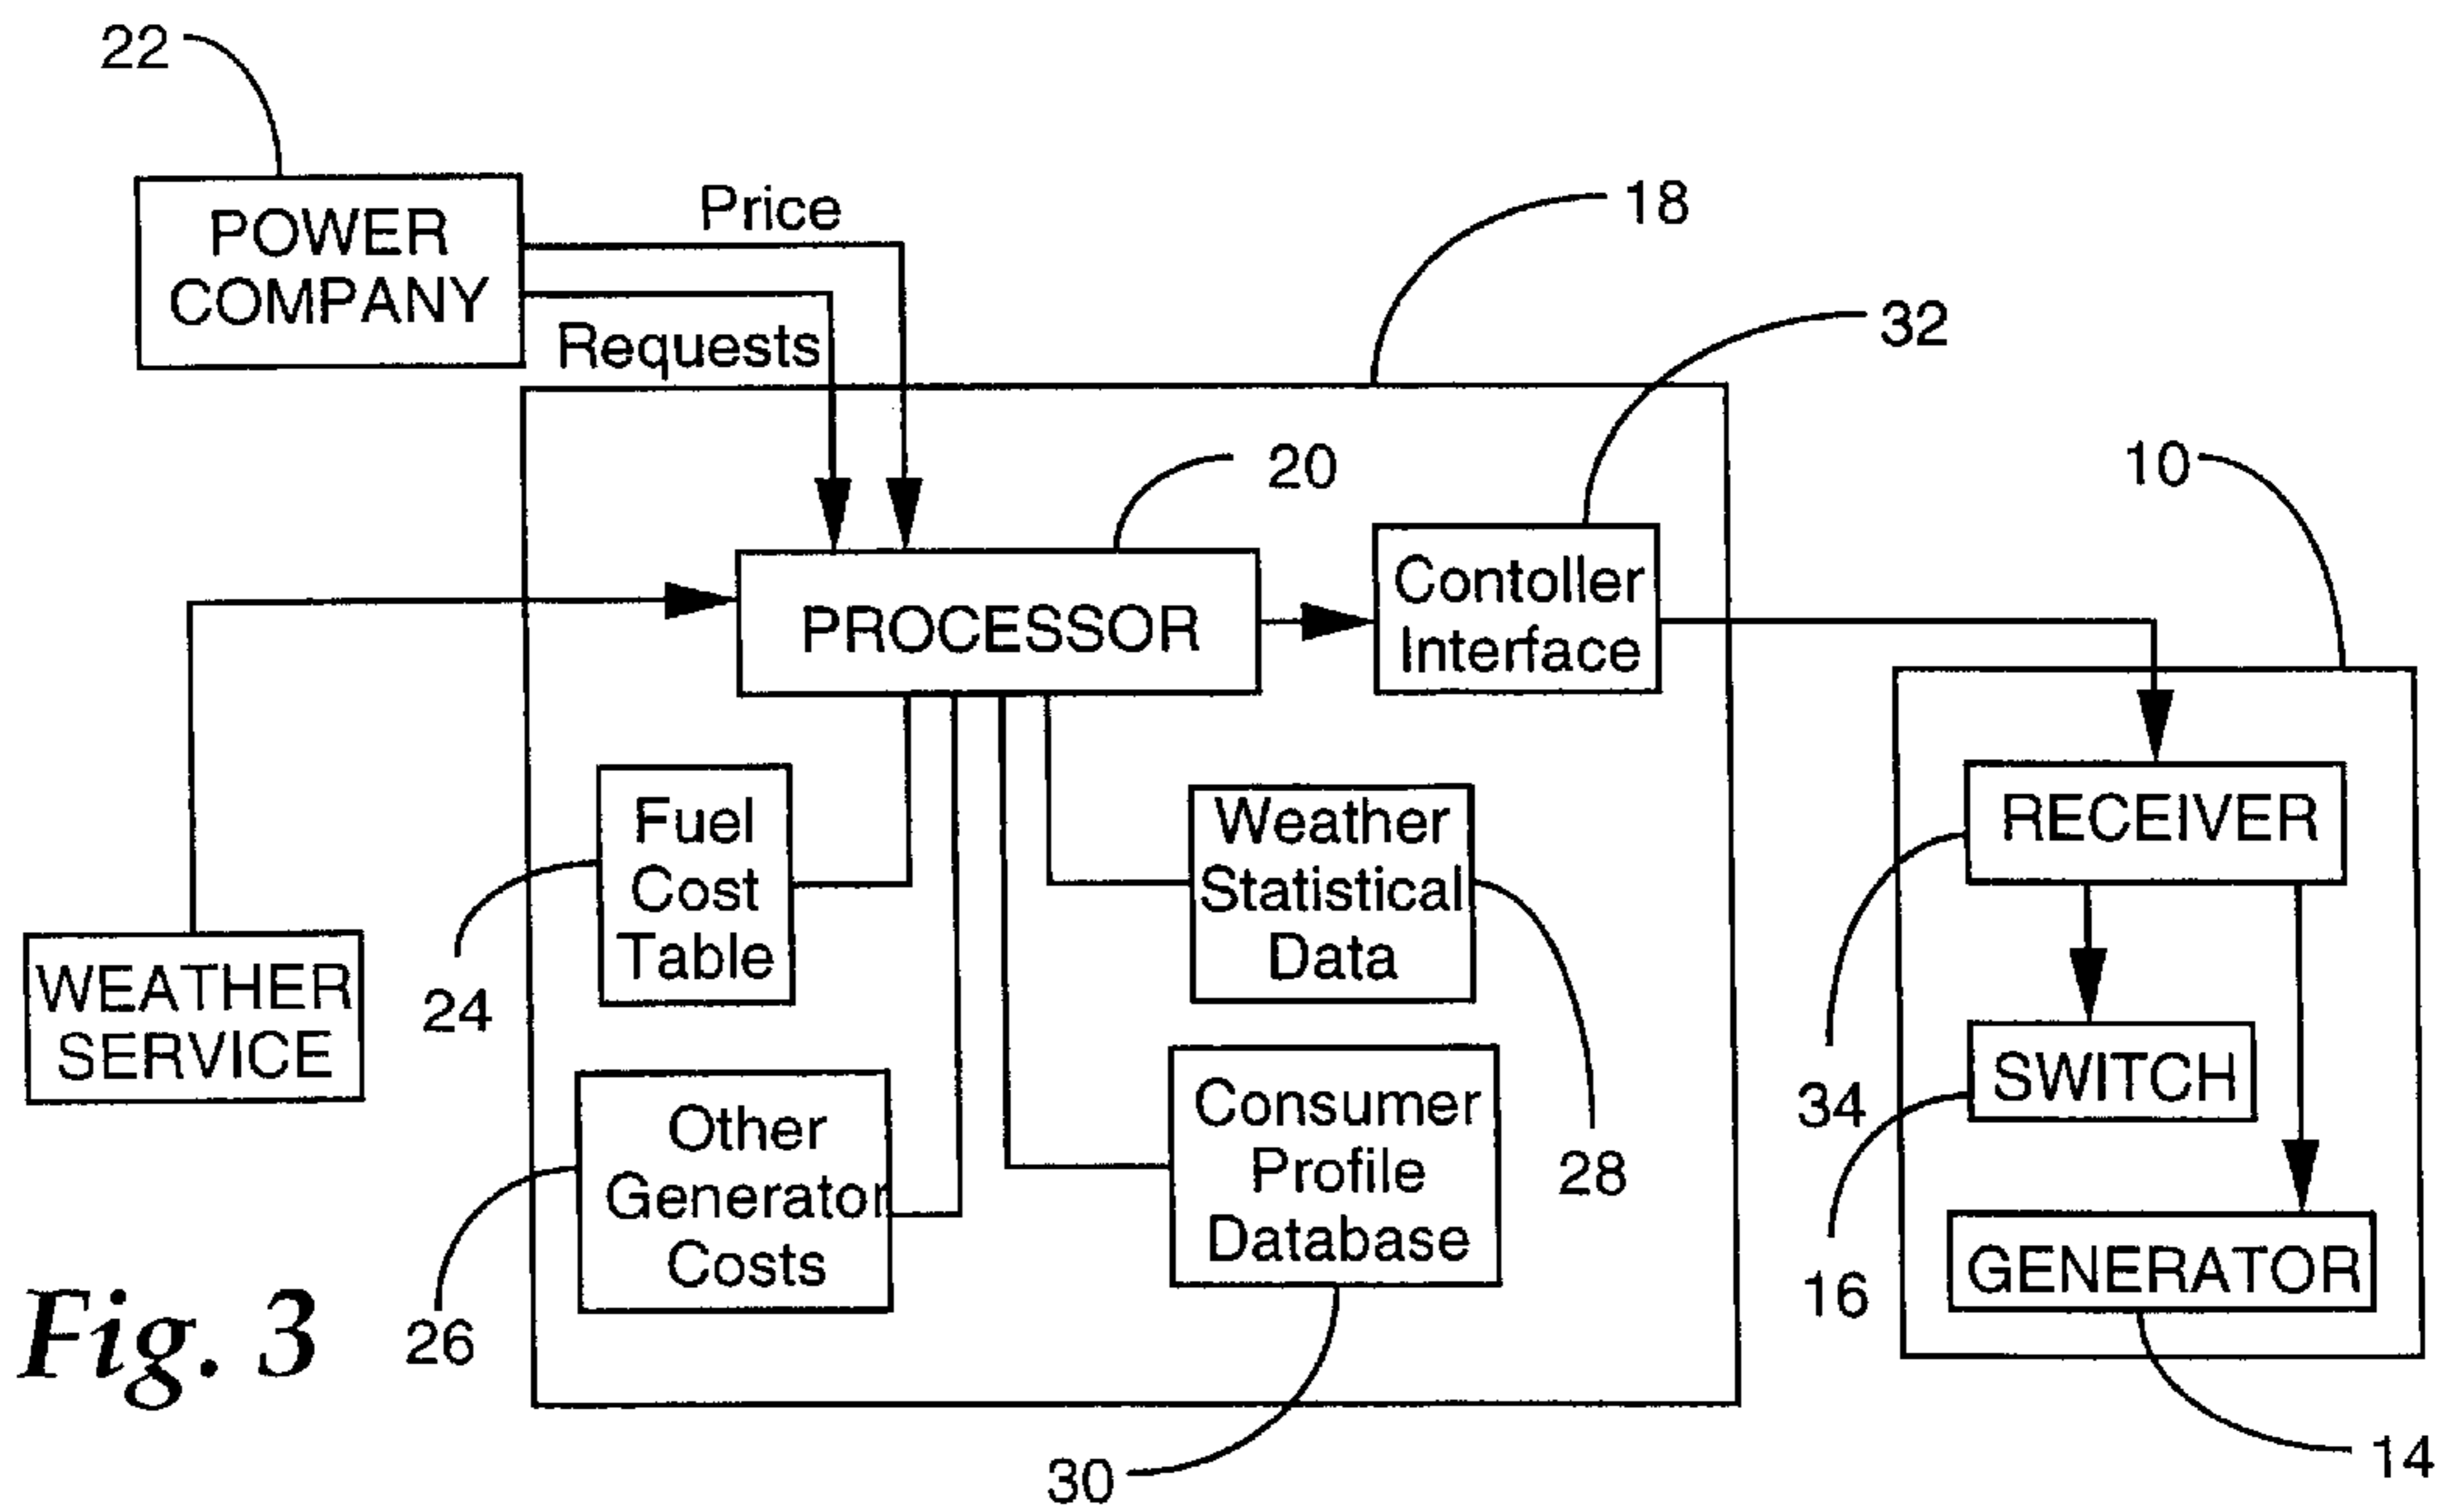 22
POWER
COMPANY
Price
Requests
18
32
20
10
PROCESSOR
Contoller
Interface
RECEIVER
Fuel
Cost
Table
Weather
Statistical
Data
WEATHER
SERVICE
24
34
SWITCH
28
Other
Generator
Costs
Consumer
Profile
Database
GENERATOR
16
26
Fig. 3
30
14